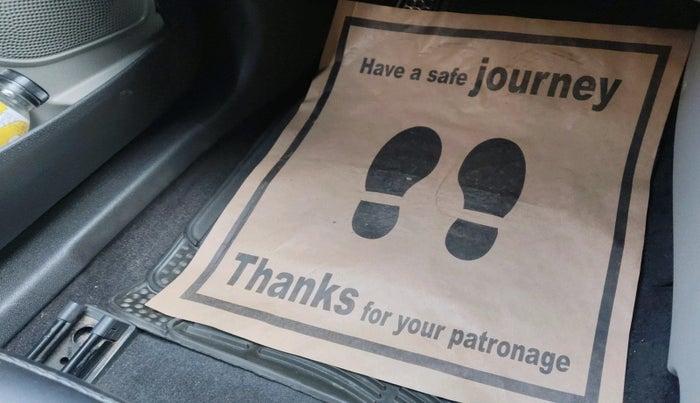 Have a safe journey
Thanks for your patronage